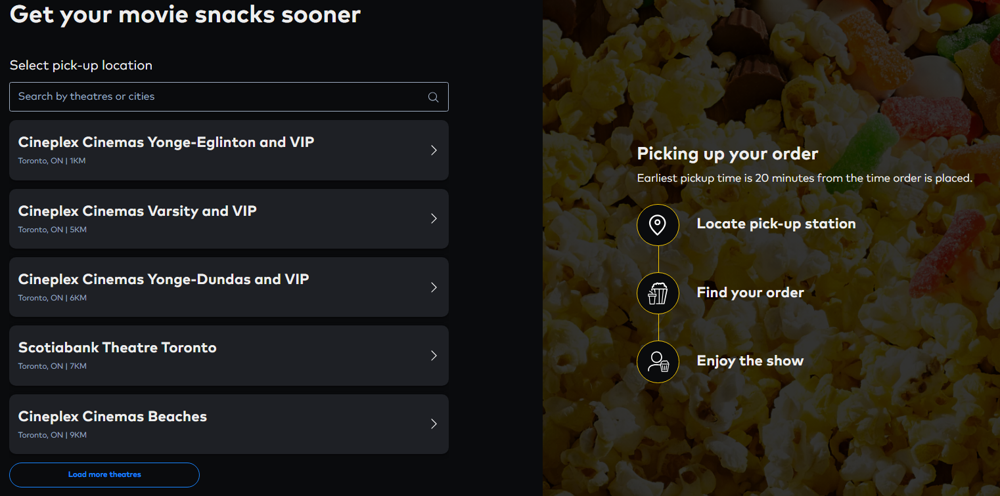 Get your movie snacks sooner
Select pick-up location
Search by theatres or cities
Cineplex Cinemas Yonge-Eglinton and VIP
Toronto, ON | 1KM
Cineplex Cinemas Varsity and VIP
Toronto, ON | 5KM
Cineplex Cinemas Yonge-Dundas and VIP
Toronto, ON | 6KM
Scotiabank Theatre Toronto
Toronto, ON | 7KM
Cineplex Cinemas Beaches
Toronto, ON | 9KM
Load more theatres
Picking up your order
Earliest pickup time is 20 minutes from the time order is placed.
Locate pick-up station
Find your order
Enjoy the show